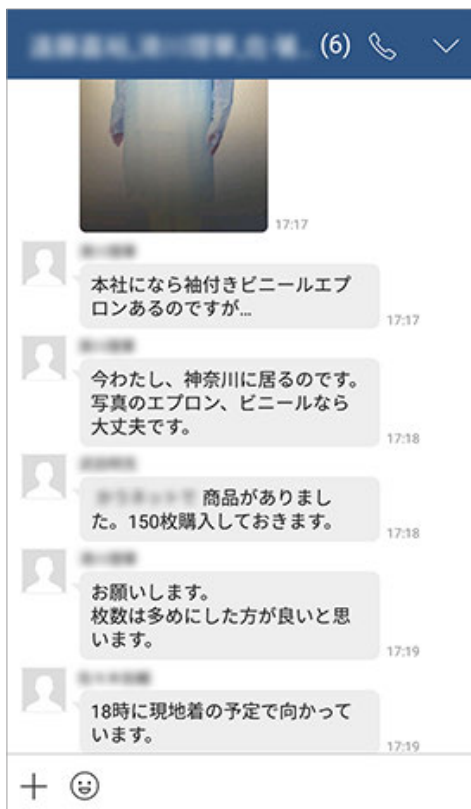 (6)
17:17
本社になら袖付きビニールエプ
ロンあるのですが…
17:17
今わたし、神奈川に居るのです。
写真のエプロン、ビニールなら
大丈夫です。
17:18
商品がありまし
た。150枚購入しておきます。
17:18
お願いします。
枚数は多めにした方が良いと思
います。
17:19
18時に現地着の予定で向かって
います。
17:19